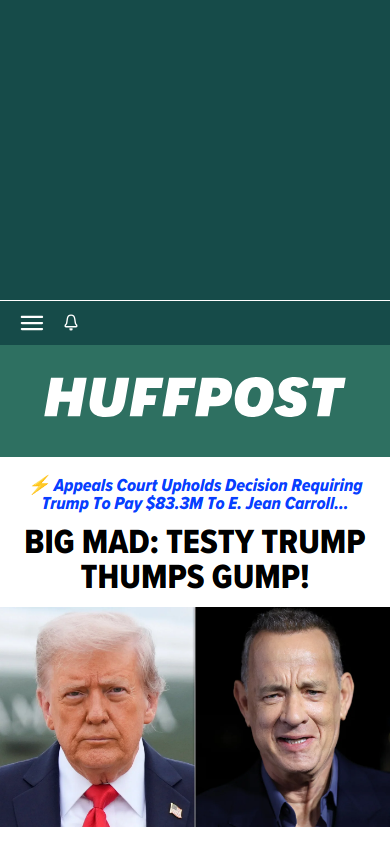 HUFFPOST
⚡ Appeals Court Upholds Decision Requiring
Trump To Pay $83.3M To E. Jean Carroll...
BIG MAD: TESTY TRUMP
THUMPS GUMP!